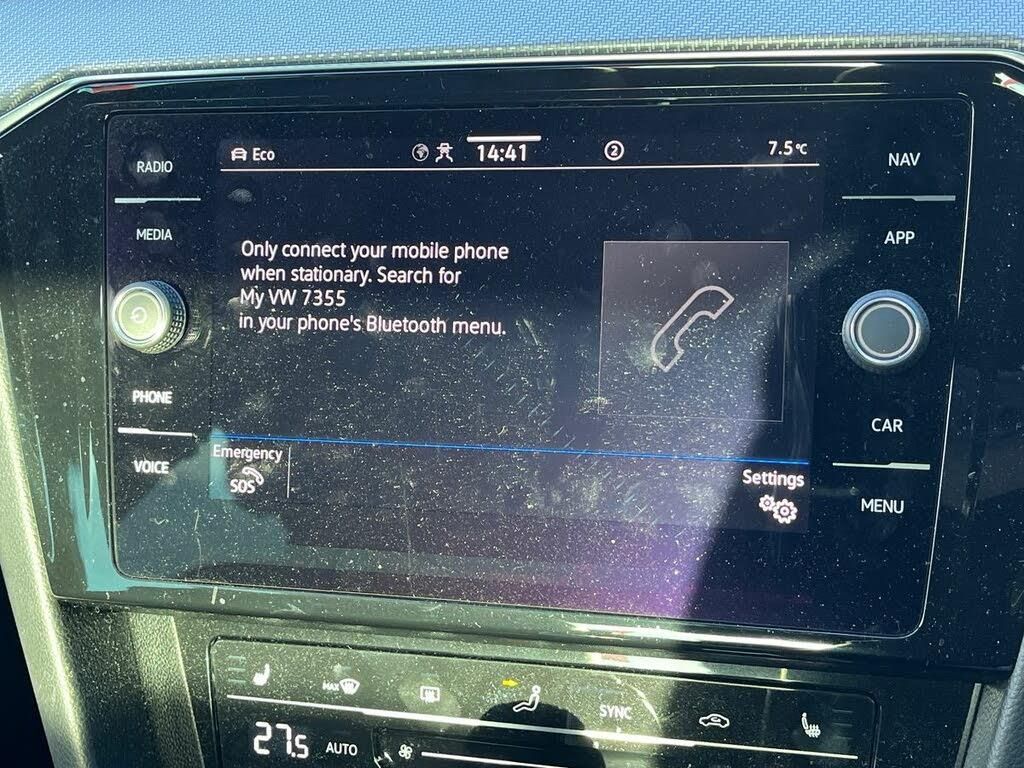 RADIO
MEDIA
PHONE
VOICE
Eco
14:41
2
7.5°C
Only connect your mobile phone
when stationary. Search for
My VW 7355
in your phone's Bluetooth menu.
Emergency
SOS
Settings
NAV
APP
CAR
MENU
MAX
SYNC
27.5
AUTO